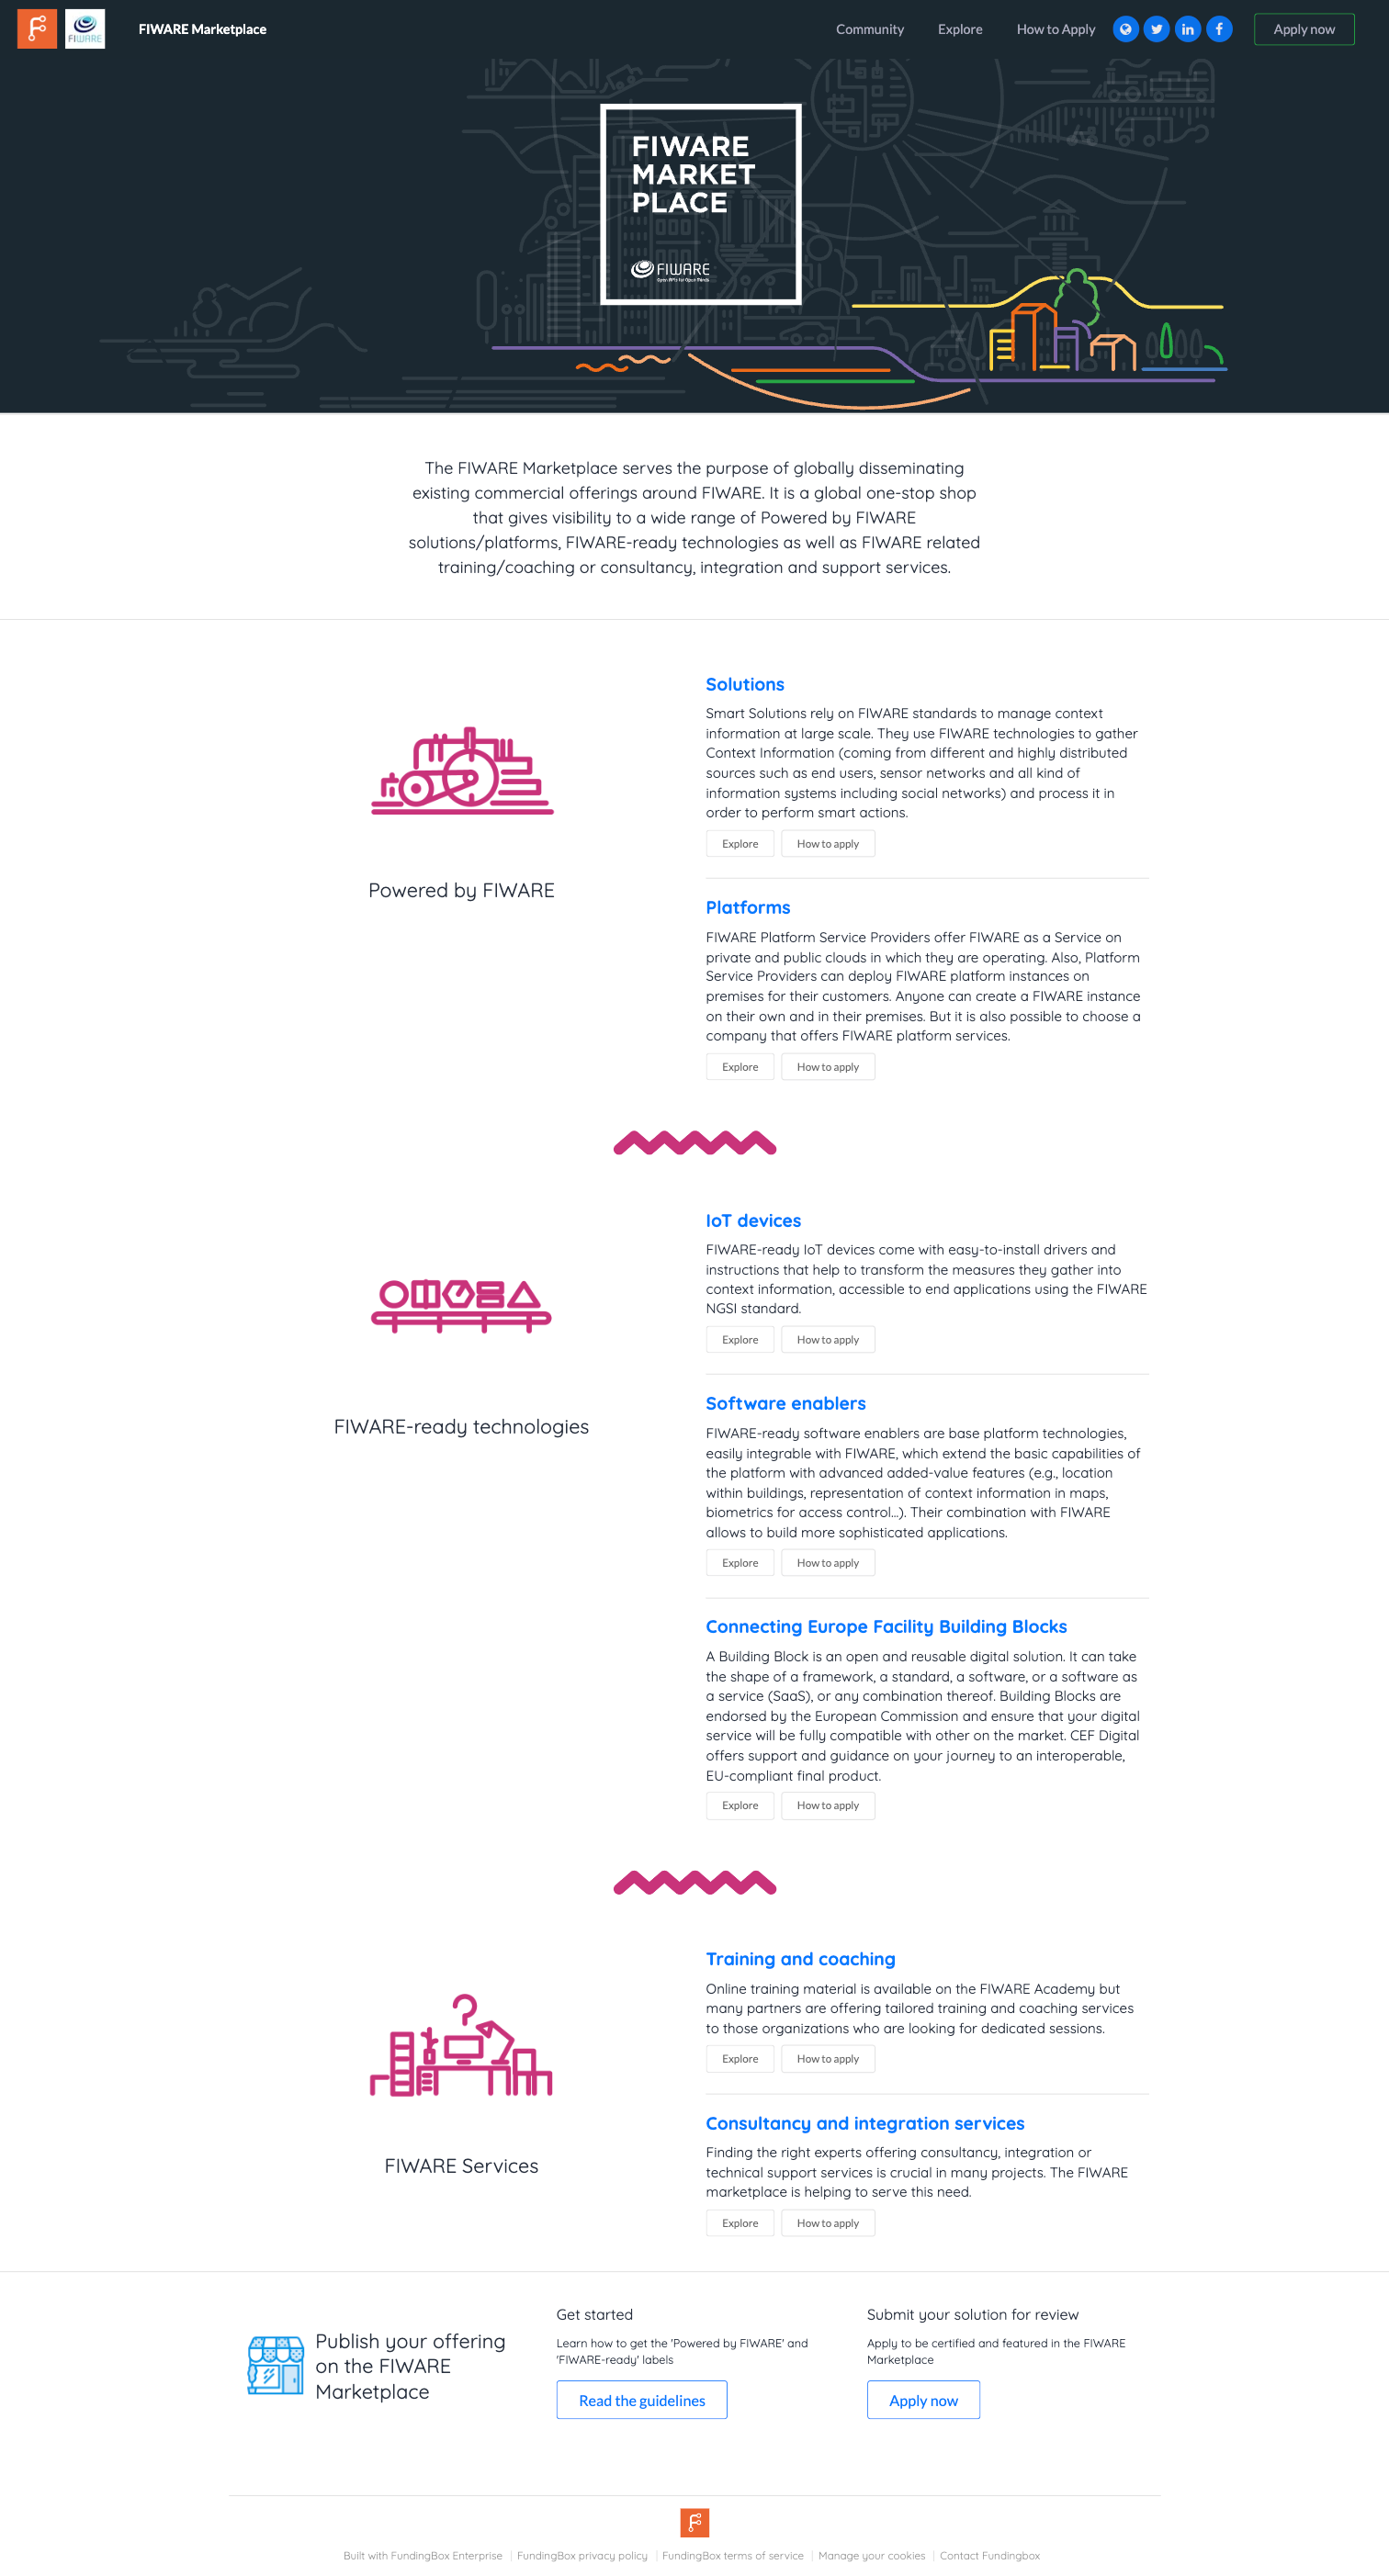 FIWARE
FIWARE Marketplace
Community
Explore
How to Apply
Apply now
FIWARE
MARKET
PLACE
FIWARE
Open APIs for Open Minds
The FIWARE Marketplace serves the purpose of globally disseminating
existing commercial offerings around FIWARE. It is a global one-stop shop
that gives visibility to a wide range of Powered by FIWARE
solutions/platforms, FIWARE-ready technologies as well as FIWARE related
training/coaching or consultancy, integration and support services.
Powered by FIWARE
Solutions
Smart Solutions rely on FIWARE standards to manage context
information at large scale. They use FIWARE technologies to gather
Context Information (coming from different and highly distributed
sources such as end users, sensor networks and all kind of
information systems including social networks) and process it in
order to perform smart actions.
Explore
How to apply
Platforms
FIWARE Platform Service Providers offer FIWARE as a Service on
private and public clouds in which they are operating. Also, Platform
Service Providers can deploy FIWARE platform instances on
premises for their customers. Anyone can create a FIWARE instance
on their own and in their premises. But it is also possible to choose a
company that offers FIWARE platform services.
Explore
How to apply
FIWARE-ready technologies
IoT devices
FIWARE-ready IoT devices come with easy-to-install drivers and
instructions that help to transform the measures they gather into
context information, accessible to end applications using the FIWARE
NGSI standard.
Explore
How to apply
Software enablers
FIWARE-ready software enablers are base platform technologies,
easily integrable with FIWARE, which extend the basic capabilities of
the platform with advanced added-value features (e.g., location
within buildings, representation of context information in maps,
biometrics for access control...). Their combination with FIWARE
allows to build more sophisticated applications.
Explore
How to apply
Connecting Europe Facility Building Blocks
A Building Block is an open and reusable digital solution. It can take
the shape of a framework, a standard, a software, or a software as
a service (SaaS), or any combination thereof. Building Blocks are
endorsed by the European Commission and ensure that your digital
service will be fully compatible with other on the market. CEF Digital
offers support and guidance on your journey to an interoperable,
EU-compliant final product.
Explore
How to apply
FIWARE Services
Training and coaching
Online training material is available on the FIWARE Academy but
many partners are offering tailored training and coaching services
to those organizations who are looking for dedicated sessions.
Explore
How to apply
Consultancy and integration services
Finding the right experts offering consultancy, integration or
technical support services is crucial in many projects. The FIWARE
marketplace is helping to serve this need.
Explore
How to apply
Publish your offering
on the FIWARE
Marketplace
Get started
Learn how to get the 'Powered by FIWARE' and
'FIWARE-ready' labels
Read the guidelines
Submit your solution for review
Apply to be certified and featured in the FIWARE
Marketplace
Apply now
Built with FundingBox Enterprise
FundingBox privacy policy
FundingBox terms of service
Manage your cookies
Contact Fundingbox